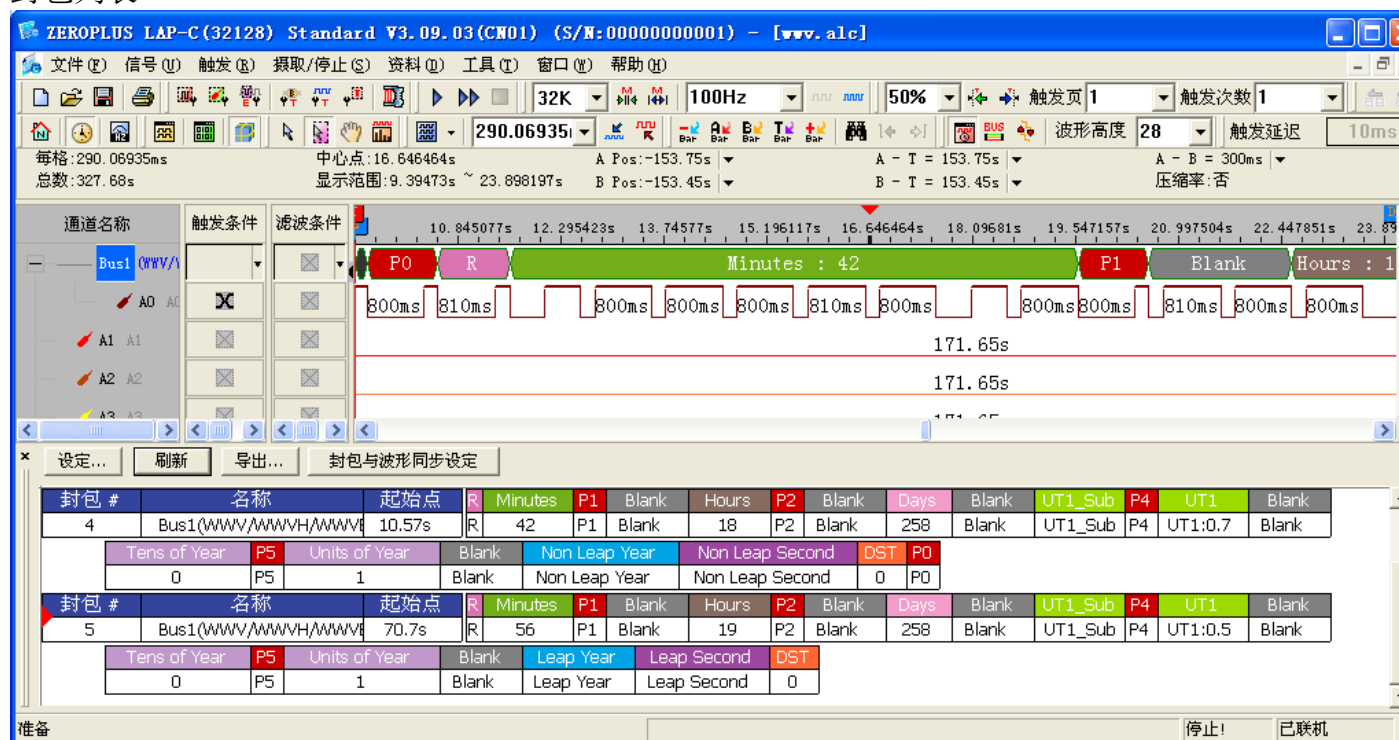 ZEROPLUS LAP-C(32128) Standard V3.09.03(CN01) (S/N:00000000001) - [wwv.alc]
文件(F) 信号(U) 触发(R) 摄取/停止(S) 资料(D) 工具(T) 窗口(W) 帮助(H)
32K 100Hz 50% 触发页 1 触发次数 1
290.06935 Bar Bar Bar Bar Bar BUS 波形高度 28 触发延迟 10ms
每格:290.06935ms 中心点:16.646464s A Pos:-153.75s A - T = 153.75s A - B = 300ms
总数:327.68s 显示范围:9.39473s ~ 23.898197s B Pos:-153.45s B - T = 153.45s 压缩率:否
通道名称 触发条件 滤波条件 10.845077s 12.295423s 13.74577s 15.196117s 16.646464s 18.09681s 19.547157s 20.997504s 22.447851s 23.89
Bus1 (WWV/ P0 R Minutes : 42 P1 Blank Hours : 1
A0 A0 800ms 810ms 800ms 800ms 800ms 810ms 800ms 800ms 800ms 810ms 800ms 800ms
A1 A1 171.65s
A2 A2 171.65s
设定... 刷新 导出... 封包与波形同步设定
封包 # 名称 起始点 R Minutes P1 Blank Hours P2 Blank Days Blank UT1_Sub P4 UT1 Blank
4 Bus1(WWV/WWVH/WWV 10.57s R 42 P1 Blank 18 P2 Blank 258 Blank UT1_Sub P4 UT1:0.7 Blank
Tens of Year P5 Units of Year Blank Non Leap Year Non Leap Second DST P0
0 P5 1 Blank Non Leap Year Non Leap Second 0 P0
封包 # 名称 起始点 R Minutes P1 Blank Hours P2 Blank Days Blank UT1_Sub P4 UT1 Blank
5 Bus1(WWV/WWVH/WWV 70.7s R 56 P1 Blank 19 P2 Blank 258 Blank UT1_Sub P4 UT1:0.5 Blank
Tens of Year P5 Units of Year Blank Leap Year Leap Second DST
0 P5 1 Blank Leap Year Leap Second 0
准备 停止! 已联机